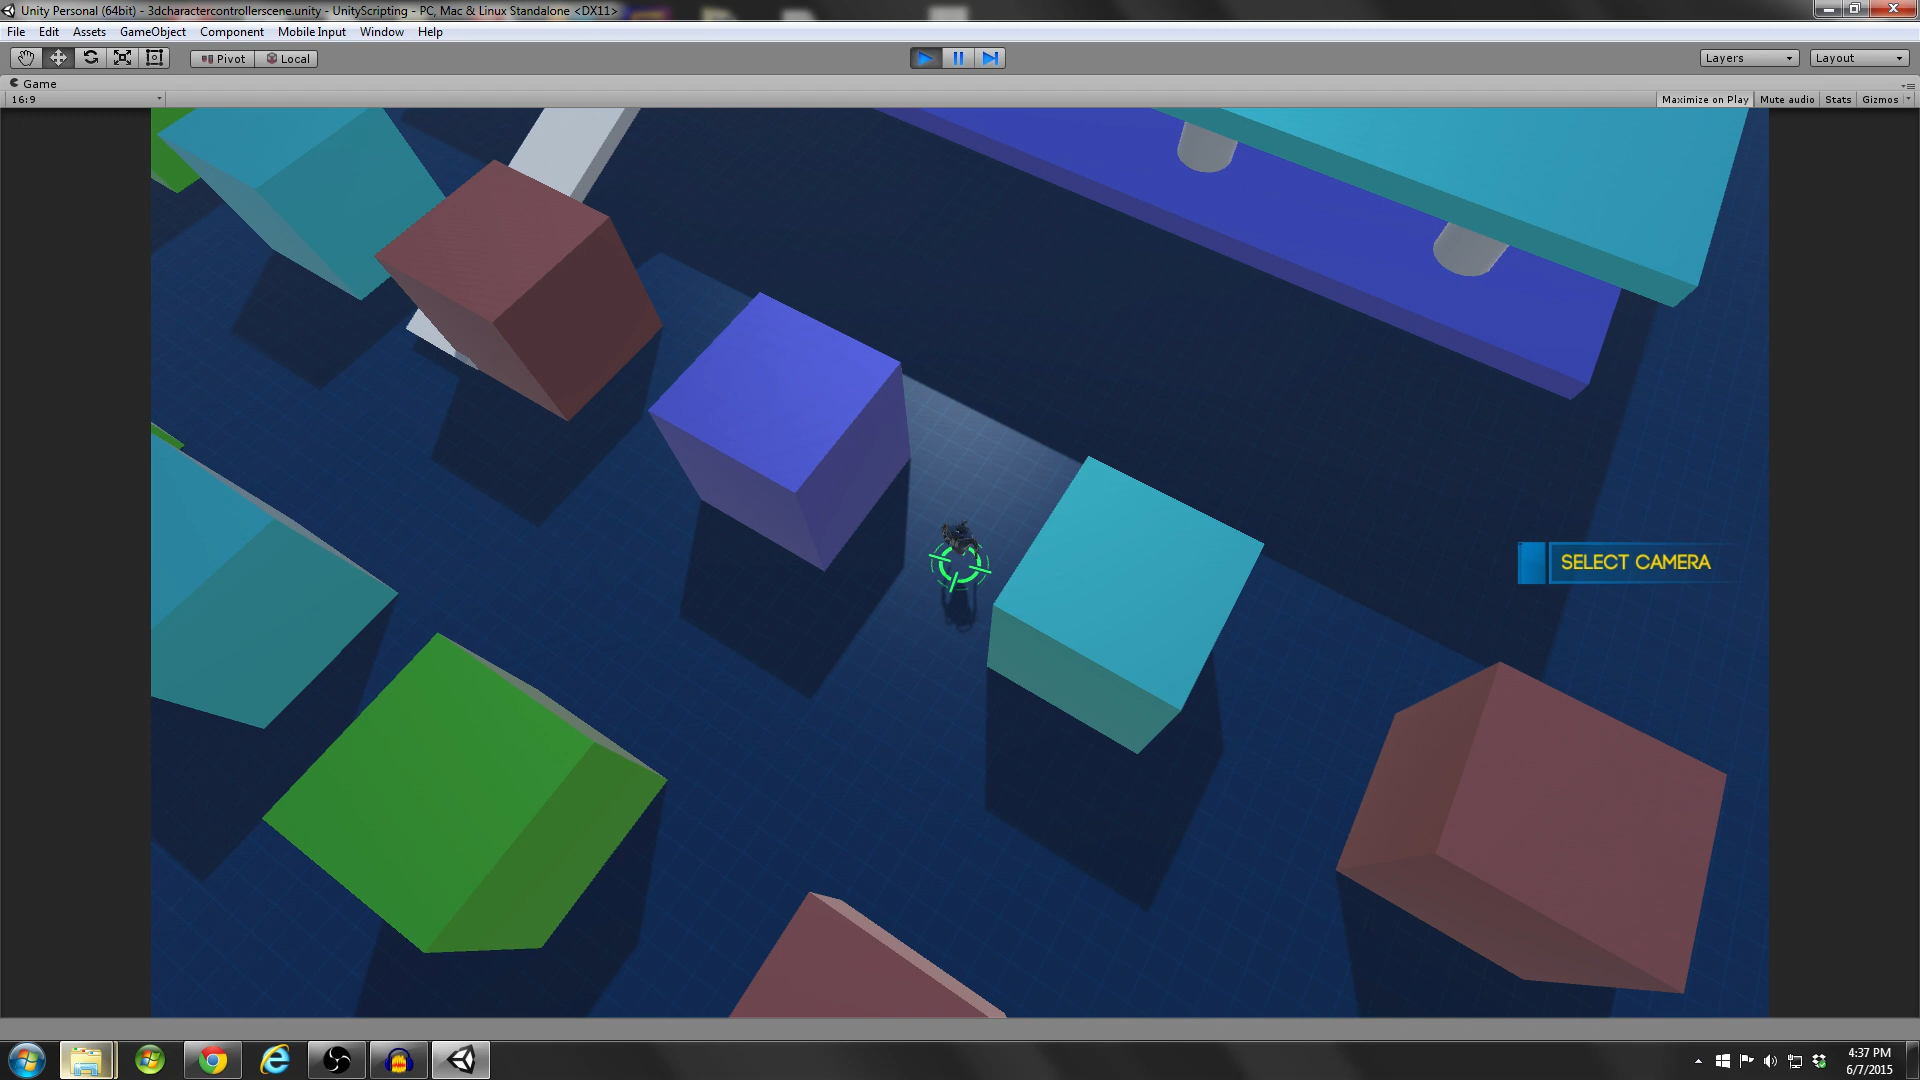 Unity Personal (64bit) - 3dcharactercontrollerscene.unity - UnityScripting - PC, Mac & Linux Standalone <DX11>
File Edit Assets GameObject Component Mobile Input Window Help
Pivot Local Layers Layout
Game
16:9 Maximize on Play Mute audio Stats Gizmos
SELECT CAMERA
4:37 PM
6/7/2015